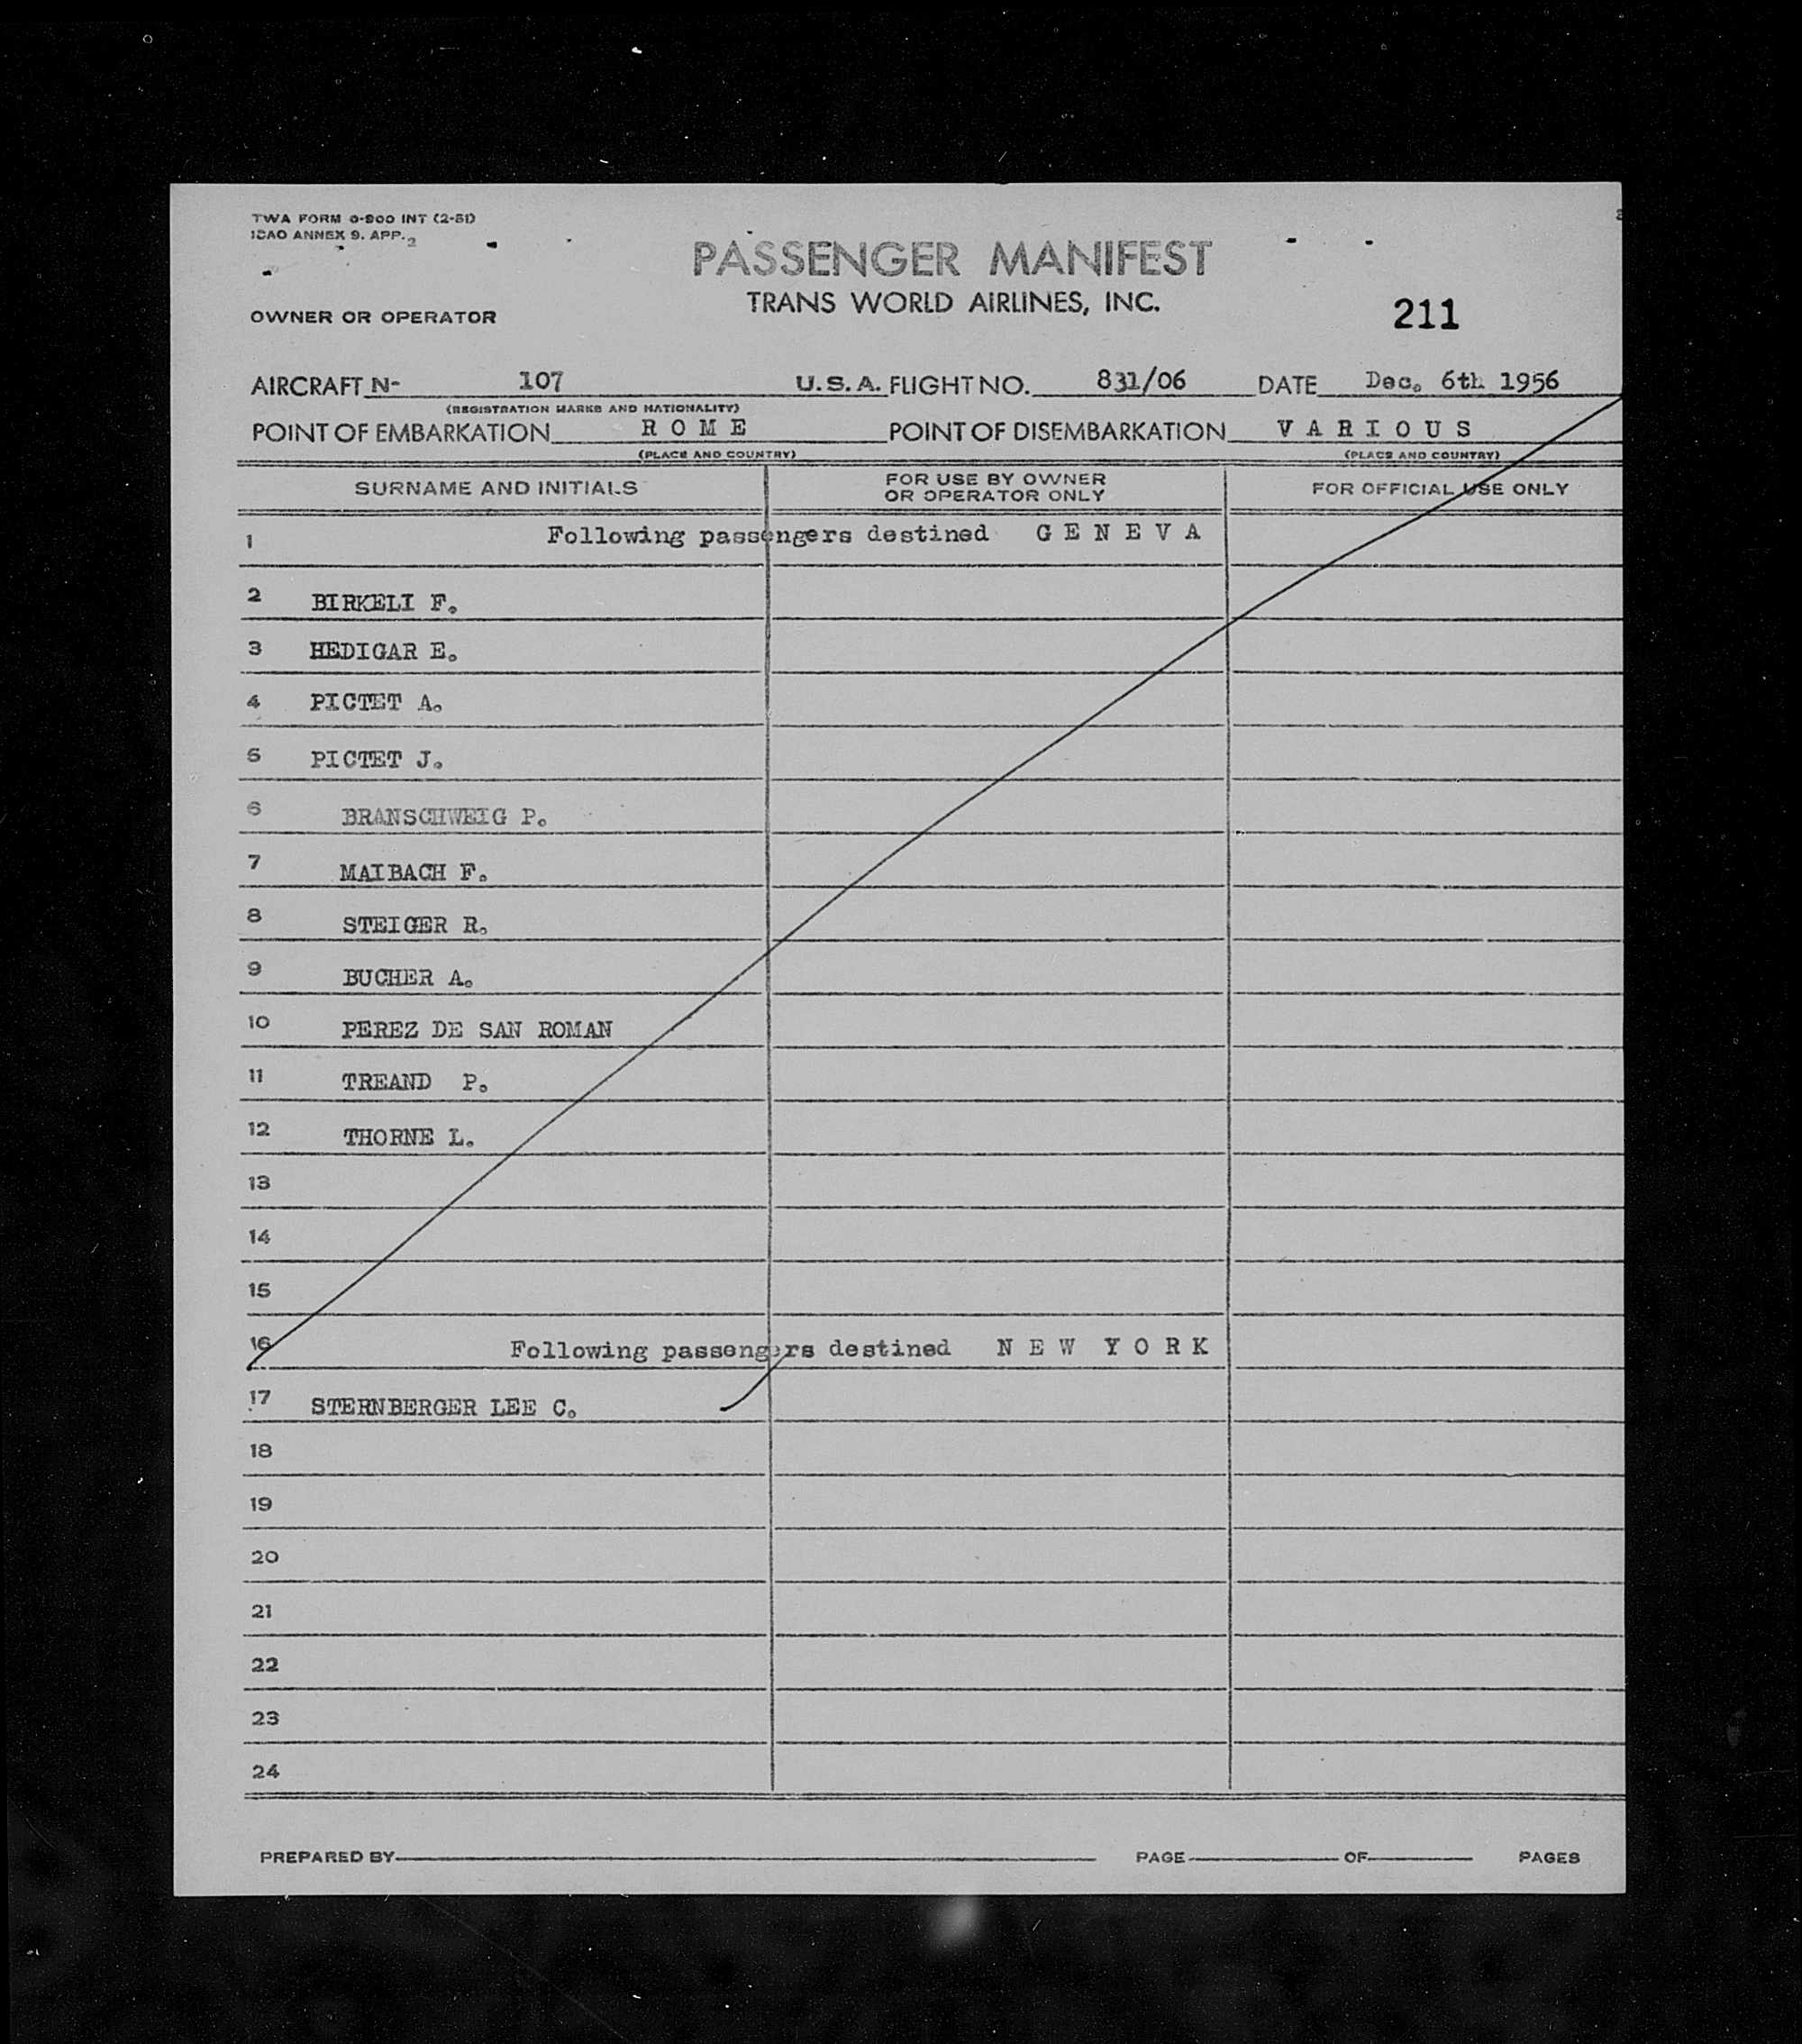 TWA FORM 0-800 INT (2-51)
ICAO ANNEX 9. APP. 2
PASSENGER MANIFEST
TRANS WORLD AIRLINES, INC.
OWNER OR OPERATOR
211
AIRCRAFT N- 107 U.S.A. FLIGHT NO. 831/06 DATE Dec. 6th 1956
(REGISTRATION MARKS AND NATIONALITY)
POINT OF EMBARKATION R O M E POINT OF DISEMBARKATION V A R I O U S
(PLACE AND COUNTRY) (PLACE AND COUNTRY)
SURNAME AND INITIALS FOR USE BY OWNER OR OPERATOR ONLY FOR OFFICIAL USE ONLY
1 Following passengers destined G E N E V A
2 BIRKELI F.
3 HEDIGAR E.
4 PICTET A.
5 PICTET J.
6 BRANSCHWEIG P.
7 MAIBACH F.
8 STEIGER R.
9 BUCHER A.
10 PEREZ DE SAN ROMAN
11 TREAND P.
12 THORNE L.
13
14
15
16 Following passengers destined N E W Y O R K
17 STERNBERGER LEE C.
18
19
20
21
22
23
24
PREPARED BY PAGE OF PAGES